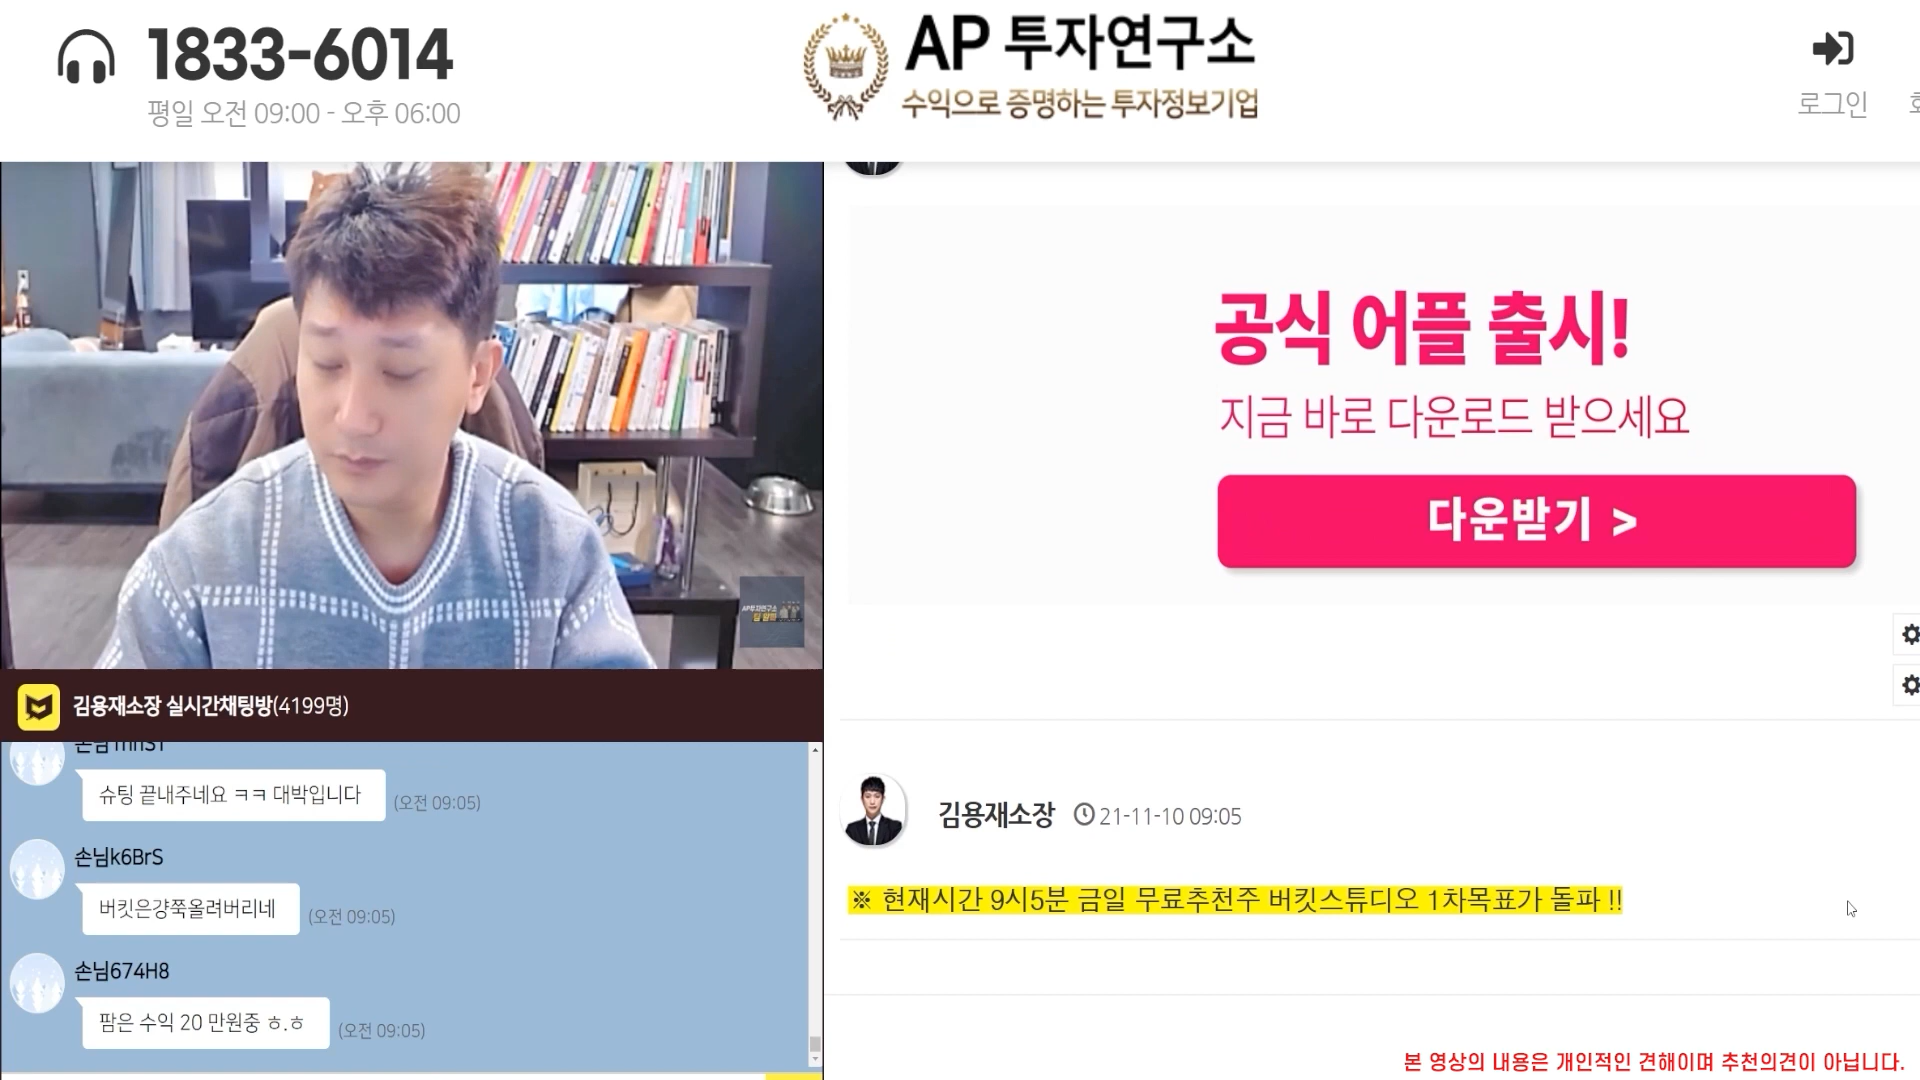 1833-6014
평일 오전 09:00 - 오후 06:00
AP 투자연구소
수익으로 증명하는 투자정보기업
로그인
공식 어플 출시!
지금 바로 다운로드 받으세요
다운받기 >
AP투자연구소
김용재소장 실시간채팅방(4199명)
슈팅 끝내주네요 ㅋㅋ 대박입니다
(오전 09:05)
손님k6BrS
버킷은걍쭉올려버리네
(오전 09:05)
손님674H8
팜은 수익 20 만원중 ㅎ.ㅎ
(오전 09:05)
김용재소장 21-11-10 09:05
※ 현재시간 9시5분 금일 무료추천주 버킷스튜디오 1차목표가 돌파 !!
본 영상의 내용은 개인적인 견해이며 추천의견이 아닙니다.